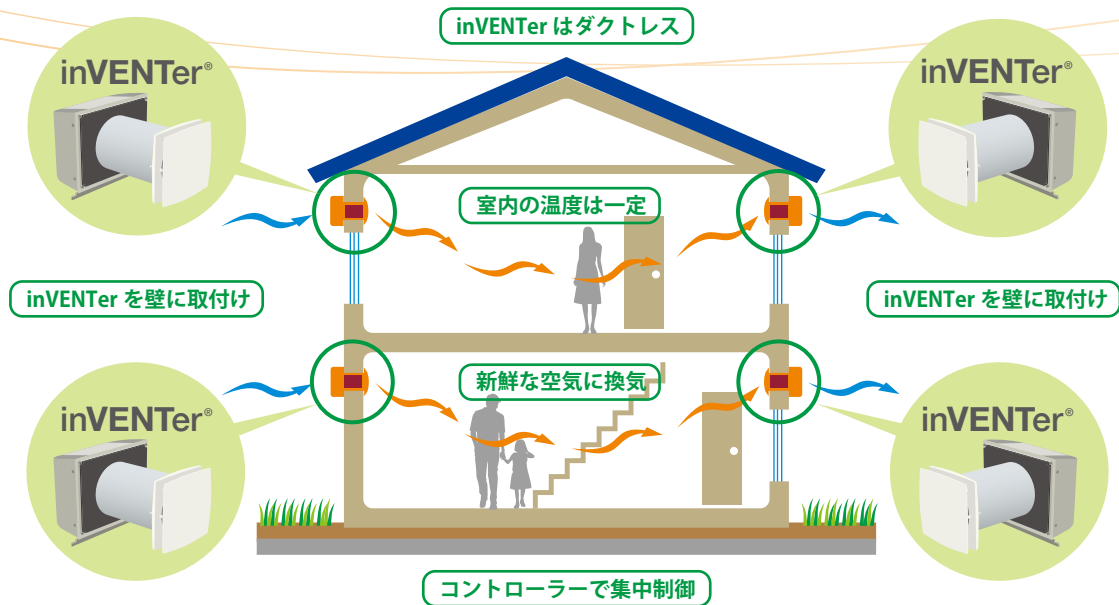 inVENTer はダクトレス
inVENTer®
inVENTer®
室内の温度は一定
inVENTer を壁に取付け
inVENTer を壁に取付け
新鮮な空気に換気
inVENTer®
inVENTer®
コントローラーで集中制御